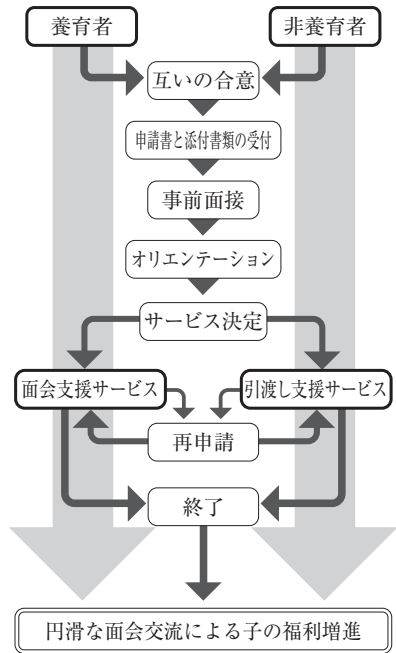 養育者
非養育者
互いの合意
申請書と添付書類の受付
事前面接
オリエンテーション
サービス決定
面会支援サービス
引渡し支援サービス
再申請
終了
円滑な面会交流による子の福利増進